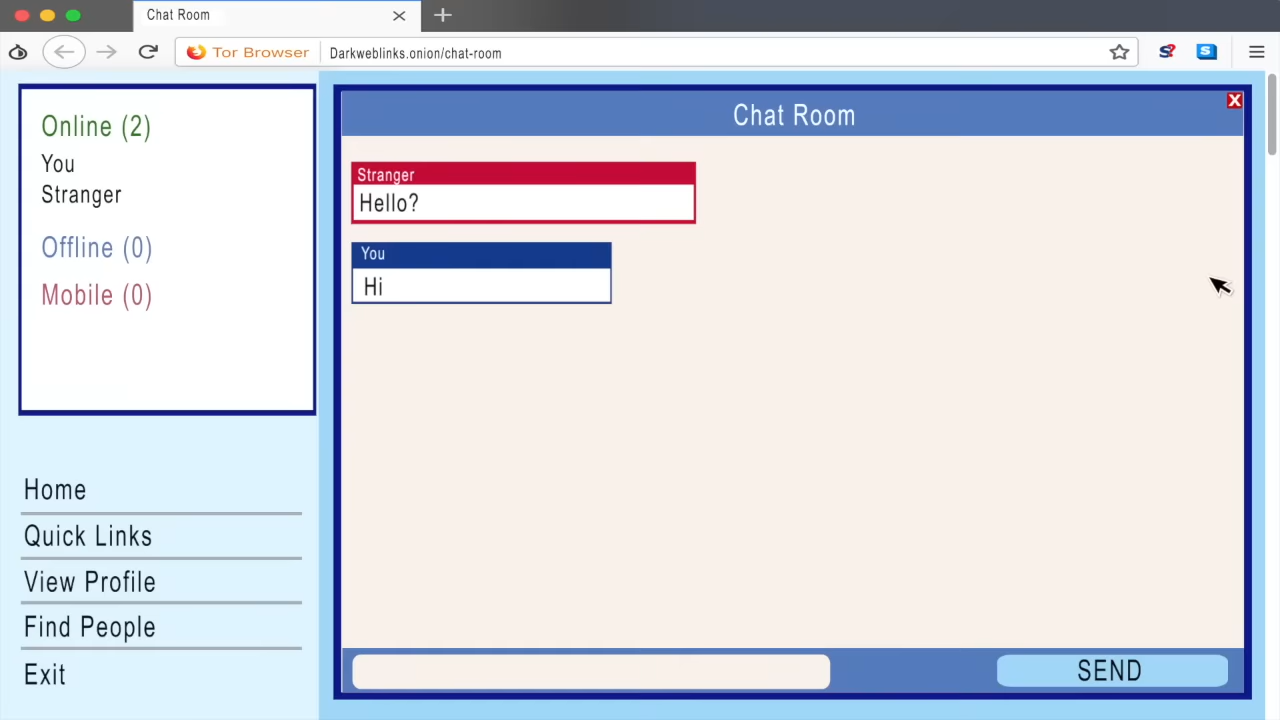 Chat Room
Tor Browser
Darkweblinks.onion/chat-room
S?
S
Online (2)
You
Stranger
Offline (0)
Mobile (0)
Home
Quick Links
View Profile
Find People
Exit
Chat Room
X
Stranger
Hello?
You
Hi
SEND